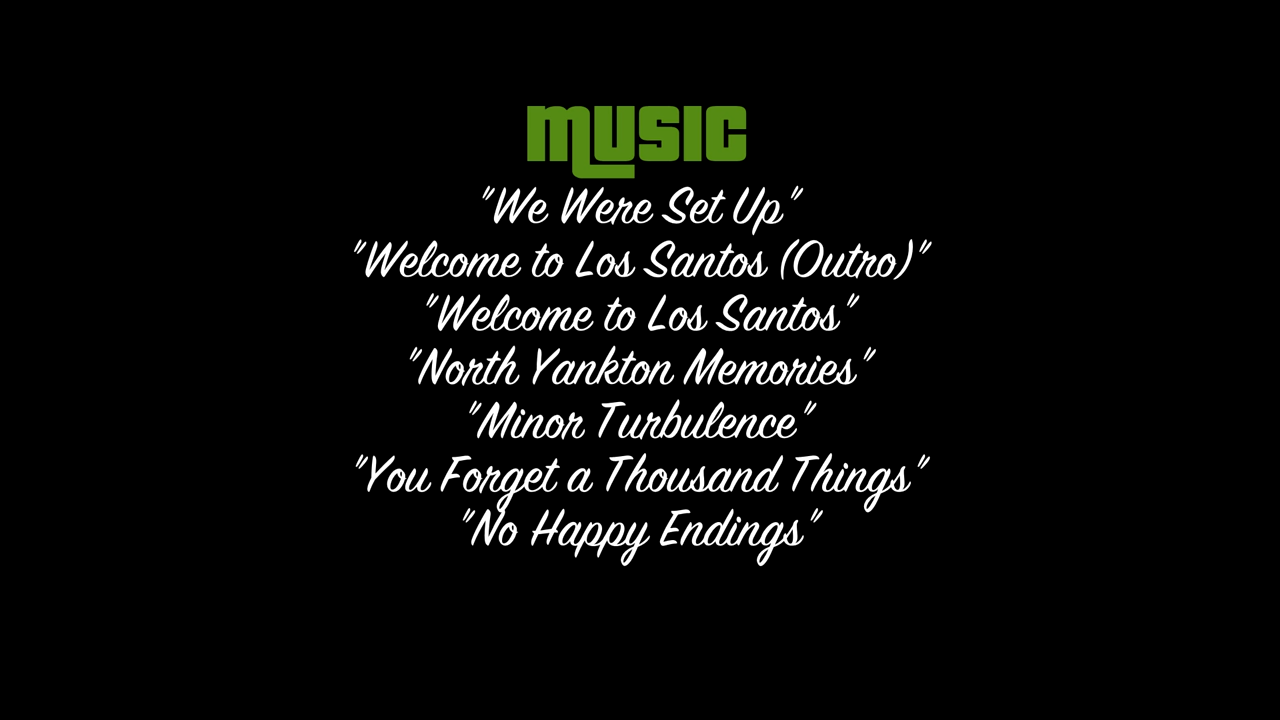 MUSIC
"We Were Set Up"
"Welcome to Los Santos (Outro)"
"Welcome to Los Santos"
"North Yankton Memories"
"Minor Turbulence"
"You Forget a Thousand Things"
"No Happy Endings"